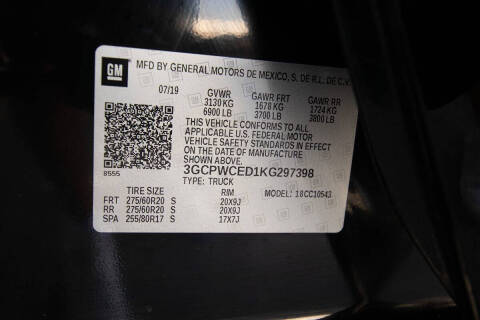 GM MFD BY GENERAL MOTORS DE MEXICO, S. DE R.L. DE C.V.
07/19 GVWR GAWR FRT GAWR RR
3130 KG 1678 KG 1724 KG
6900 LB 3700 LB 3800 LB
THIS VEHICLE CONFORMS TO ALL
APPLICABLE U.S. FEDERAL MOTOR
VEHICLE SAFETY STANDARDS IN EFFECT
ON THE DATE OF MANUFACTURE
SHOWN ABOVE.
8555 3GCPWCED1KG297398
TYPE: TRUCK MODEL: 18CC10543
TIRE SIZE RIM
FRT 275/60R20 S 20X9J
RR 275/60R20 S 20X9J
SPA 255/80R17 S 17X7J